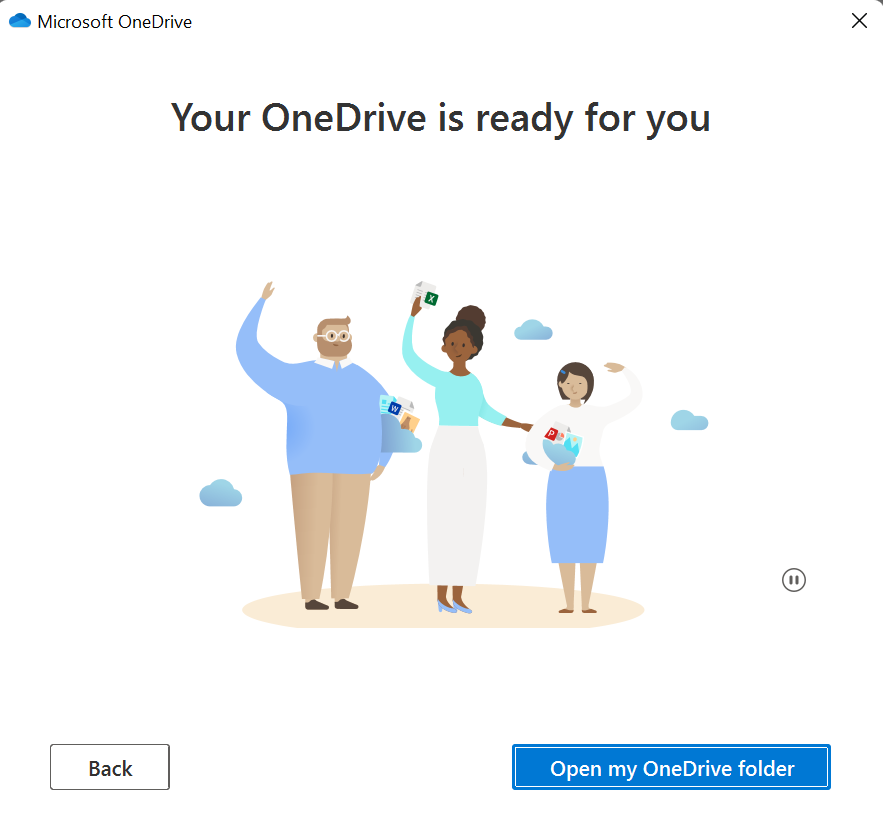 Microsoft OneDrive
Your OneDrive is ready for you
X
W
P
Back
Open my OneDrive folder